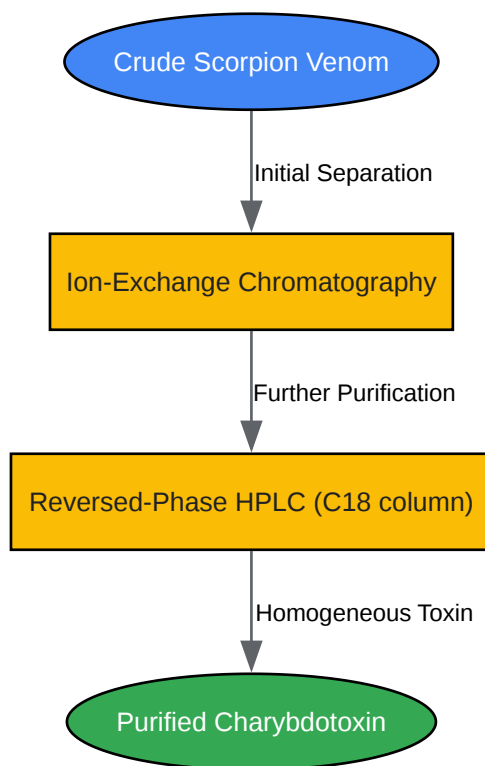 Crude Scorpion Venom
Initial Separation
Ion-Exchange Chromatography
Further Purification
Reversed-Phase HPLC (C18 column)
Homogeneous Toxin
Purified Charybdotoxin